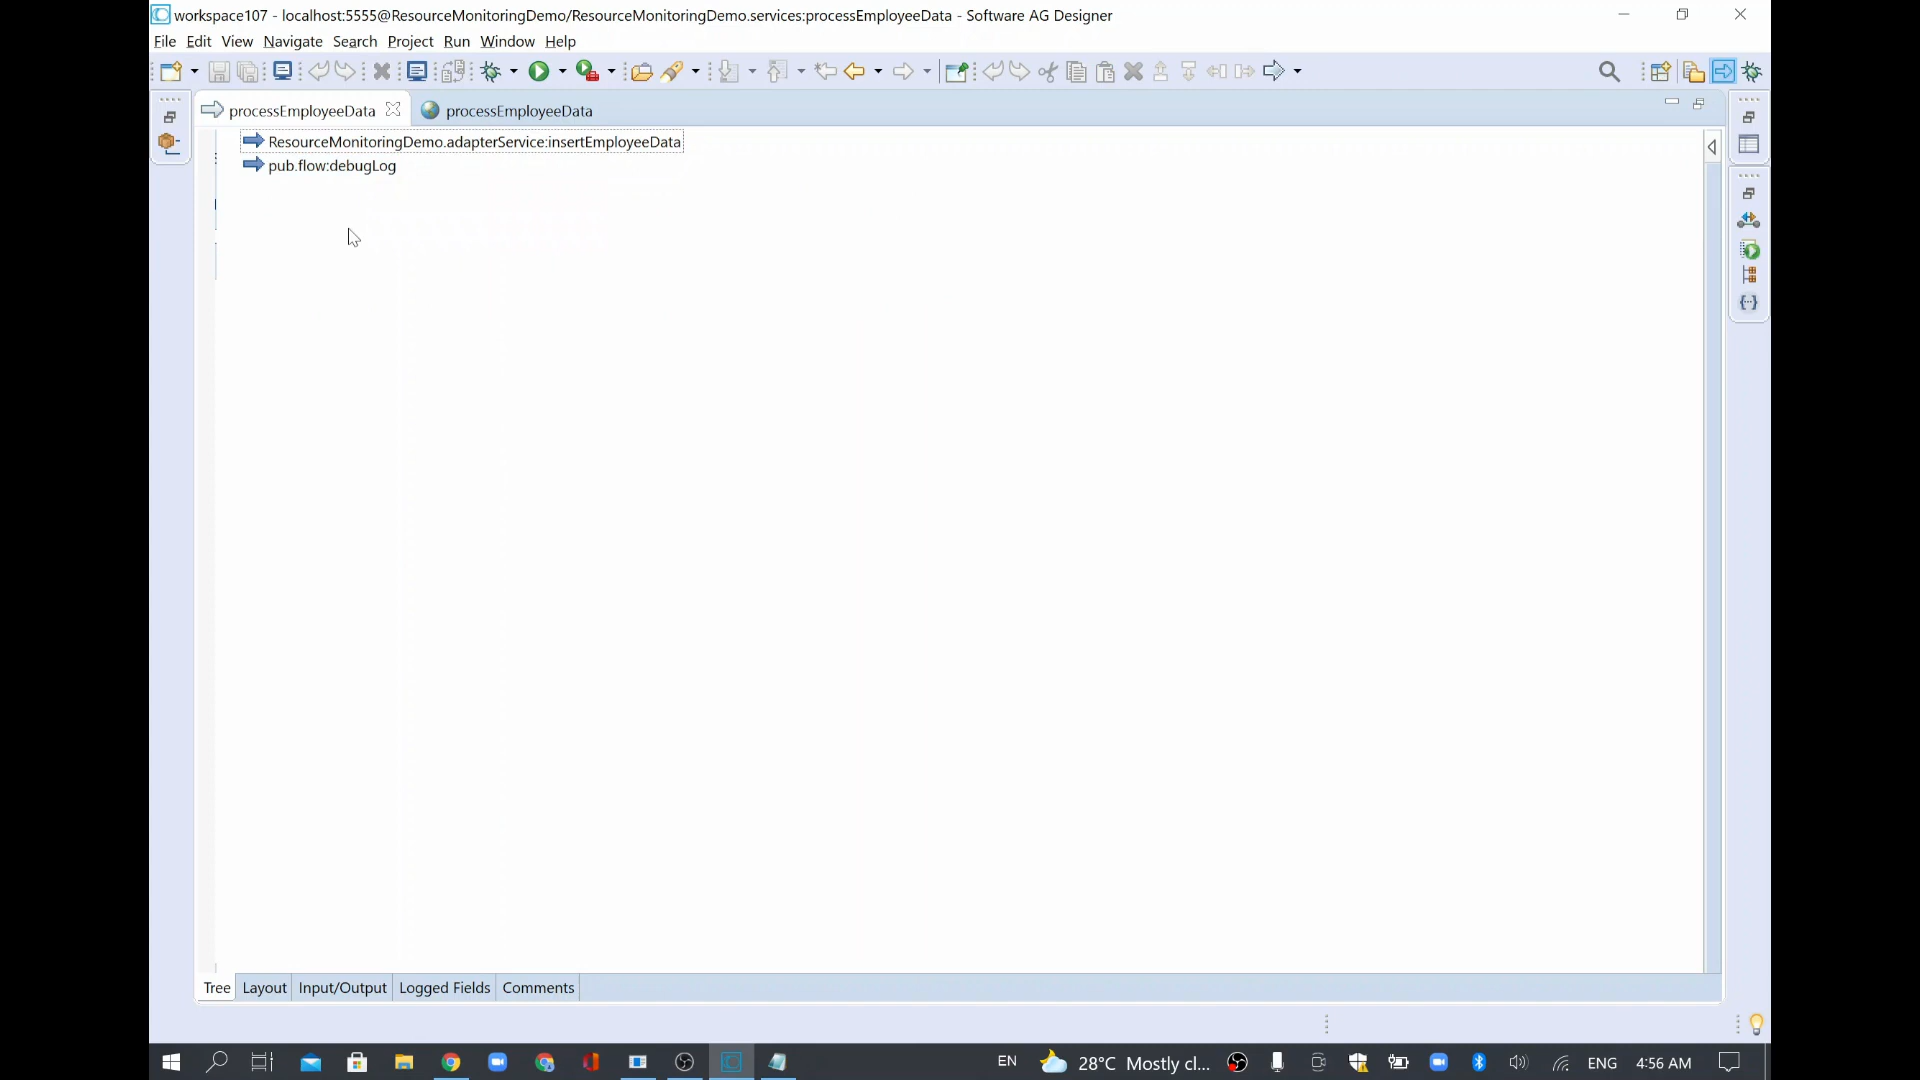 workspace107 - localhost:5555@ResourceMonitoringDemo/ResourceMonitoringDemo.services:processEmployeeData - Software AG Designer
File Edit View Navigate Search Project Run Window Help
processEmployeeData processEmployeeData
ResourceMonitoringDemo.adapterService:insertEmployeeData
pub.flow:debugLog
Tree Layout Input/Output Logged Fields Comments
EN 28°C Mostly cl... ENG 4:56 AM